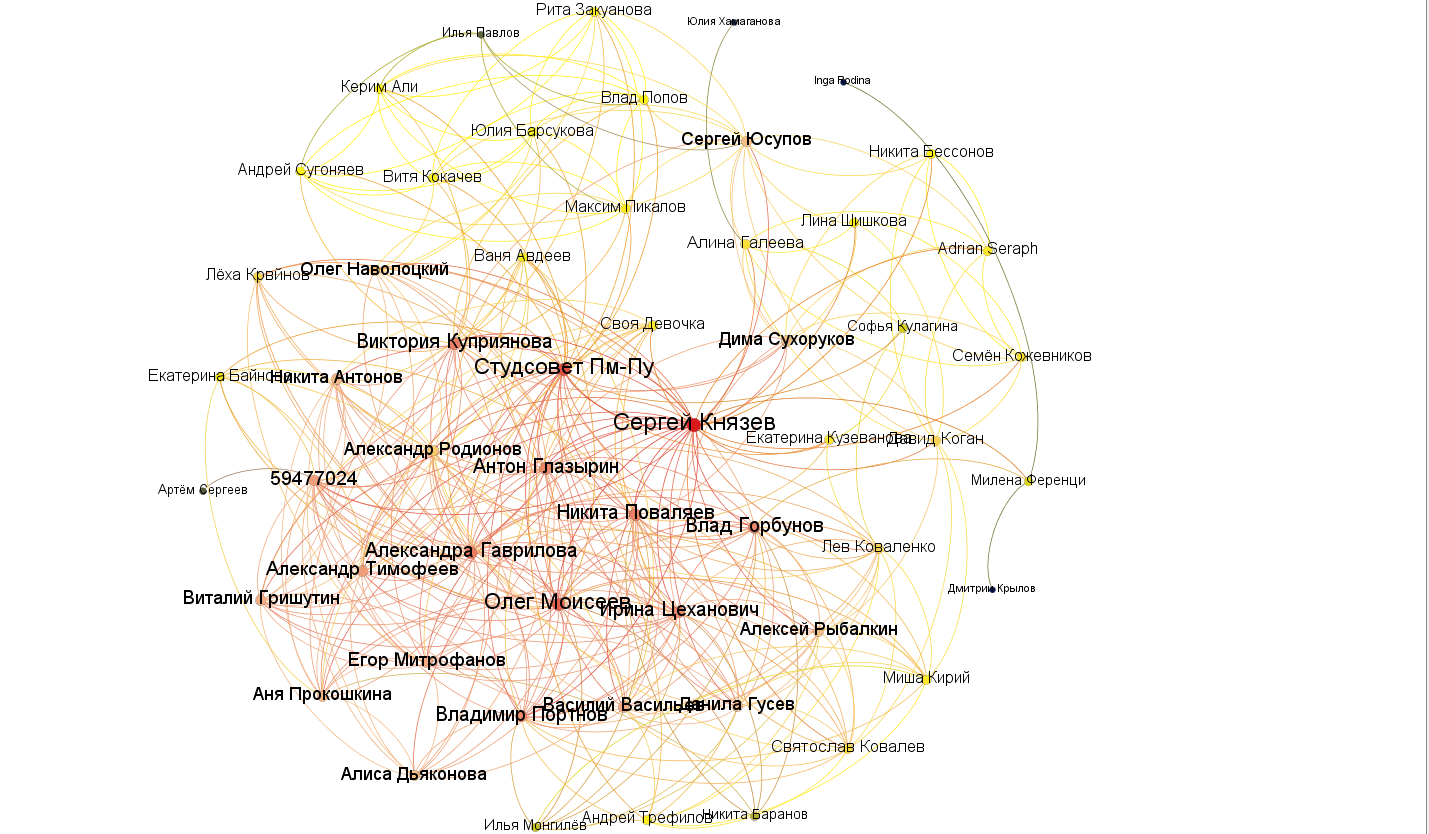 Рита Закуанова
Юлия Хамаганова
Илья Павлов
Inga Rodina
Керим Али
Влад Попов
Юлия Барсукова
Сергей Юсупов
Никита Бессонов
Андрей Сугоняев
Витя Кокачев
Максим Пикалов
Лина Шишкова
Алина Галеева
Adrian Seraph
Ваня Авдеев
Олег Наволоцкий
Лёха Крвйнов
Своя Девочка
Софья Кулагина
Виктория Куприянова
Дима Сухоруков
Семён Кожевников
Студсовет Пм-Пу
Екатерина
Никита Антонов
Сергей Князев
Екатерина Кузеванова
Давид Коган
Александр Родионов
Антон Глазырин
59477024
Милена Ференци
Артём Сергеев
Никита Поваляев
Влад Горбунов
Лев Коваленко
Александра Гаврилова
Александр Тимофеев
Дмитрий Крылов
Виталий Гришутин
Олег Моисеев
Ирина Цеханович
Алексей Рыбалкин
Егор Митрофанов
Миша Кирий
Аня Прокошкина
Василий Васильев
Данила Гусев
Владимир Портнов
Святослав Ковалев
Алиса Дьяконова
Никита Баранов
Андрей Трефилов
Илья Монгилёв